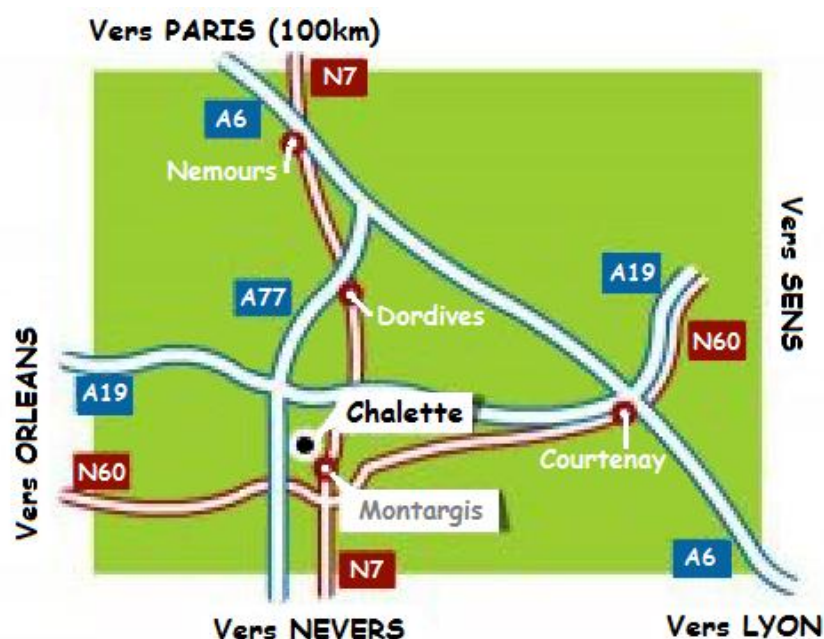 Vers PARIS (100km)
N7
A6
Nemours
Vers SENS
A19
A77
Dordives
N60
Vers ORLEANS
A19
Chalette
Courtenay
N60
Montargis
A6
N7
Vers NEVERS
Vers LYON